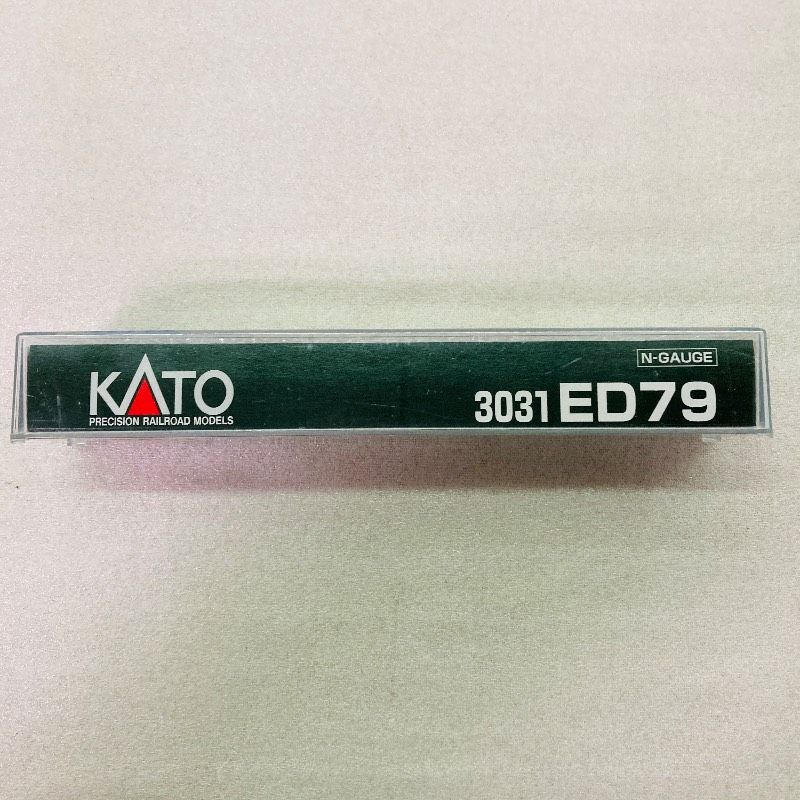 KATO
PRECISION RAILROAD MODELS
N-GAUGE
3031 ED79